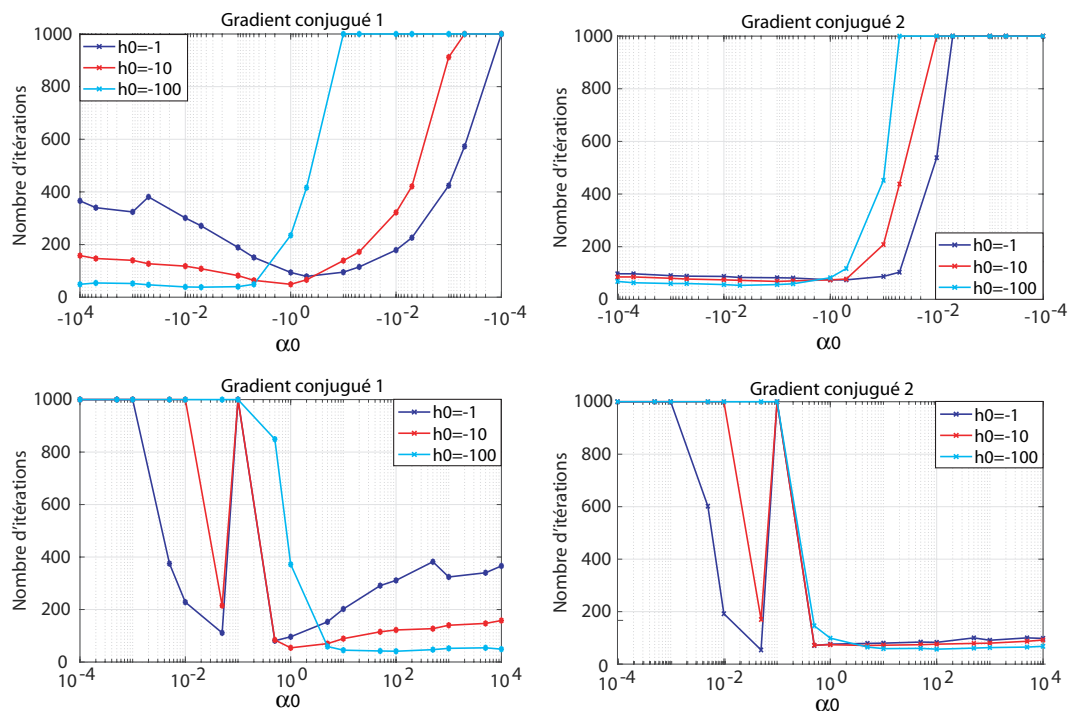 Gradient conjugué 1
Nombre d'itérations
1000
800
600
400
200
0
h0=-1
h0=-10
h0=-100
-10^4
-10^2
-10^0
-10^-2
-10^-4
α0
Gradient conjugué 2
Nombre d'itérations
1000
800
600
400
200
0
h0=-1
h0=-10
h0=-100
-10^-4
-10^-2
-10^0
-10^-2
-10^-4
α0
Gradient conjugué 1
Nombre d'itérations
1000
800
600
400
200
0
h0=-1
h0=-10
h0=-100
10^-4
10^-2
10^0
10^2
10^4
α0
Gradient conjugué 2
Nombre d'itérations
1000
800
600
400
200
0
h0=-1
h0=-10
h0=-100
10^-4
10^-2
10^0
10^2
10^4
α0